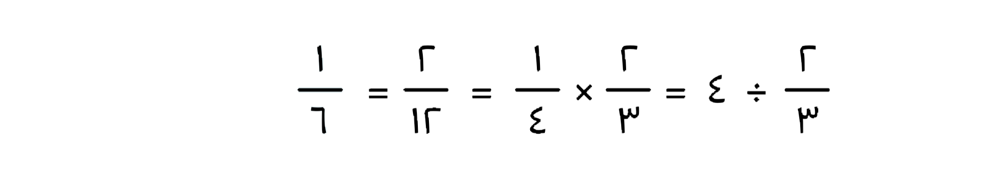 ٢/٣ ÷ ٤ = ٢/٣ × ١/٤ = ٢/١٢ = ١/٦